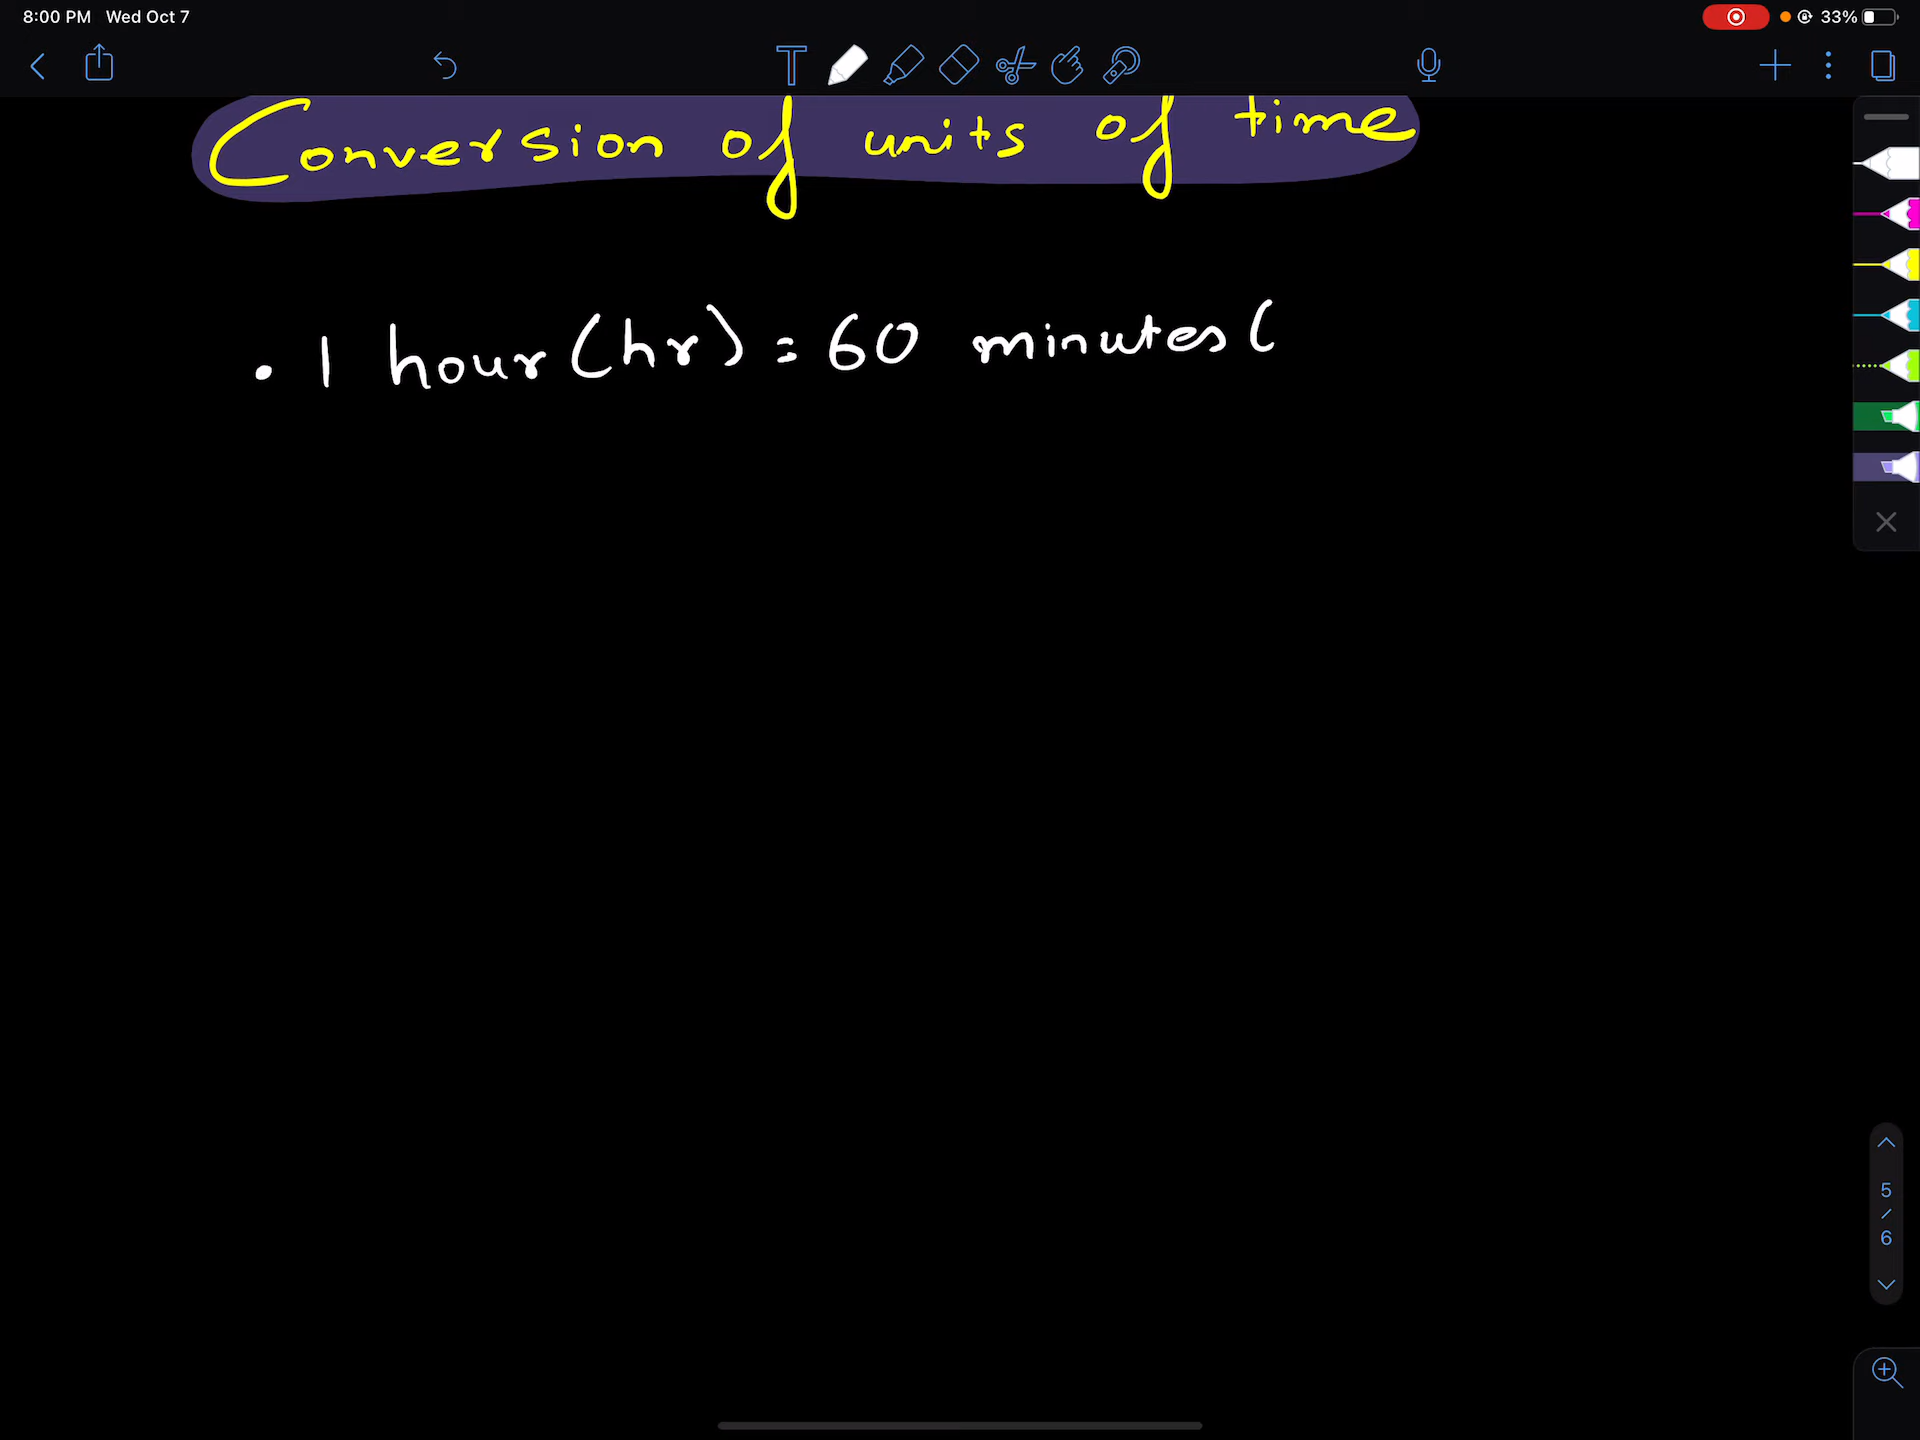 8:00 PM Wed Oct 7
33%
Conversion of units of time
. 1 hour (hr) = 60 minutes (
5
/
6